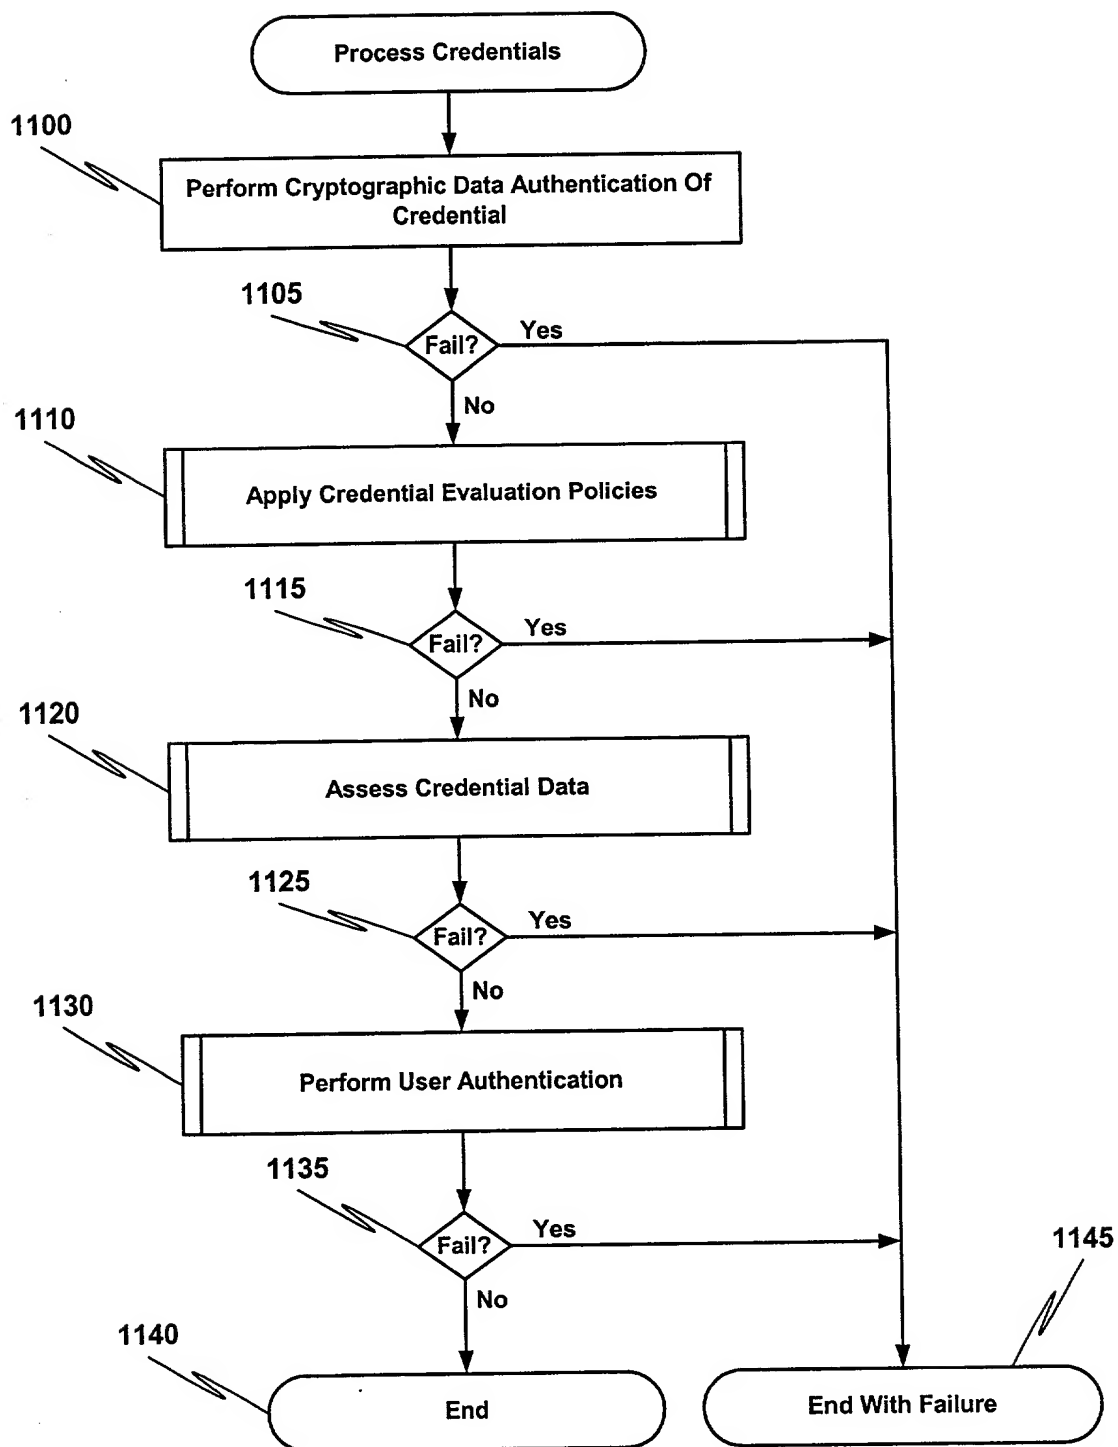 Process Credentials
1100
Perform Cryptographic Data Authentication Of
Credential
1105
Fail?
Yes
No
1110
Apply Credential Evaluation Policies
1115
Fail?
Yes
No
1120
Assess Credential Data
1125
Fail?
Yes
No
1130
Perform User Authentication
1135
Fail?
Yes
No
1145
1140
End
End With Failure